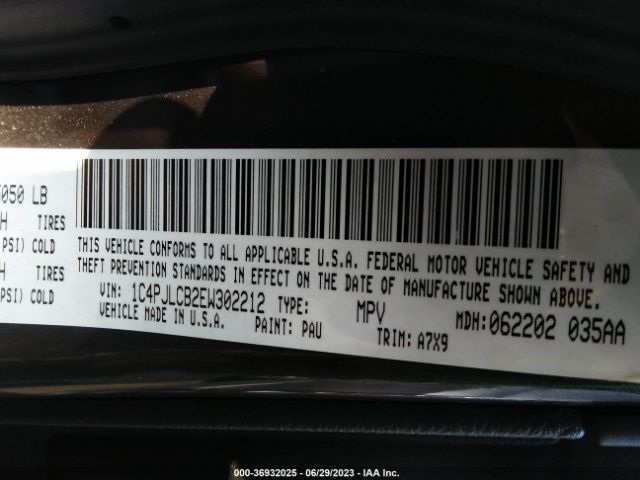 5050 LB
H TIRES
PSI) COLD
H TIRES
PSI) COLD
THIS VEHICLE CONFORMS TO ALL APPLICABLE U.S.A. FEDERAL MOTOR VEHICLE SAFETY AND
THEFT PREVENTION STANDARDS IN EFFECT ON THE DATE OF MANUFACTURE SHOWN ABOVE.
VIN: 1C4PJLCB2EW302212 TYPE: MPV MDH: 062202 035AA
VEHICLE MADE IN U.S.A. PAINT: PAU TRIM: A7X9
000-36932025 - 06/29/2023 - IAA Inc.